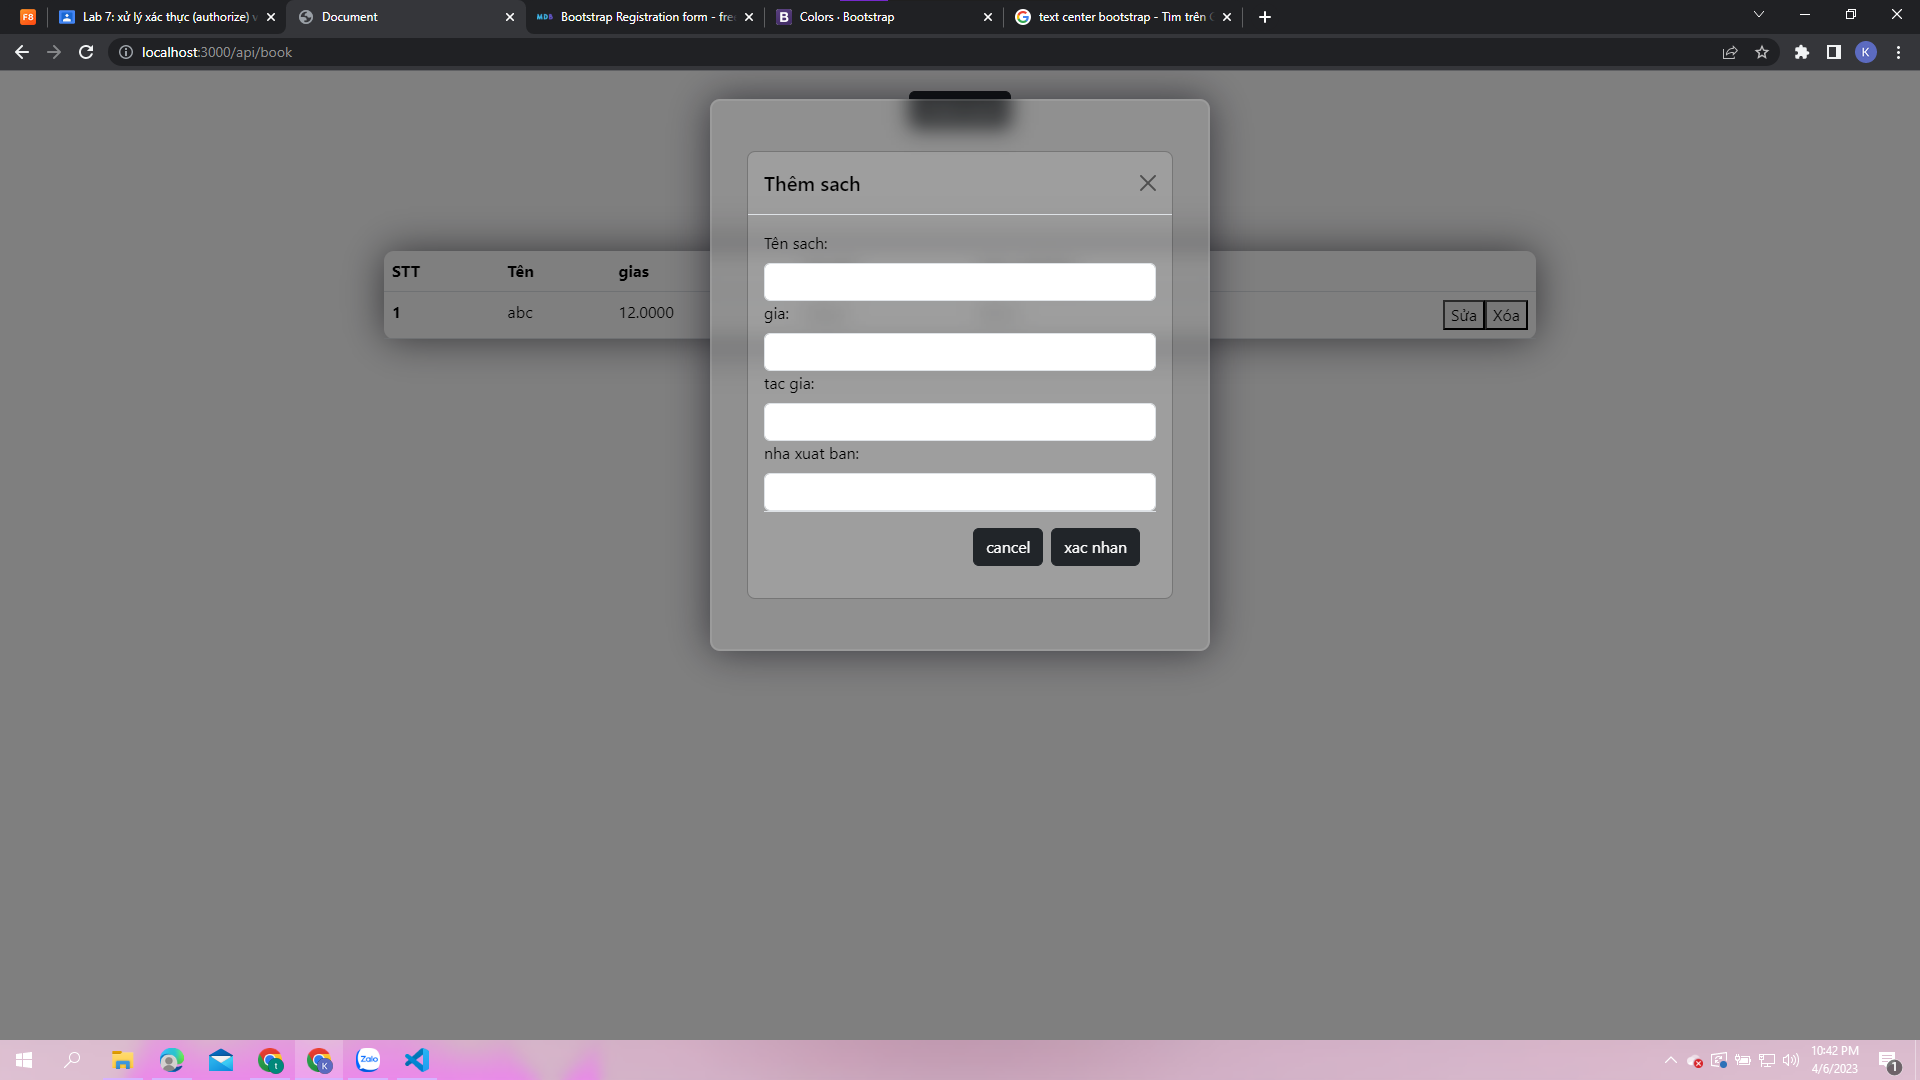 F8
Lab 7: xử lý xác thực (authorize) v
Document
MDB
Bootstrap Registration form - fre
B
Colors · Bootstrap
text center bootstrap - Tìm trên G
localhost:3000/api/book
K
Thêm sach
Tên sach:
gia:
tac gia:
nha xuat ban:
cancel
xac nhan
STT
Tên
gias
1
abc
12.0000
Sửa
Xóa
t
K
Zalo
10:42 PM
4/6/2023
1